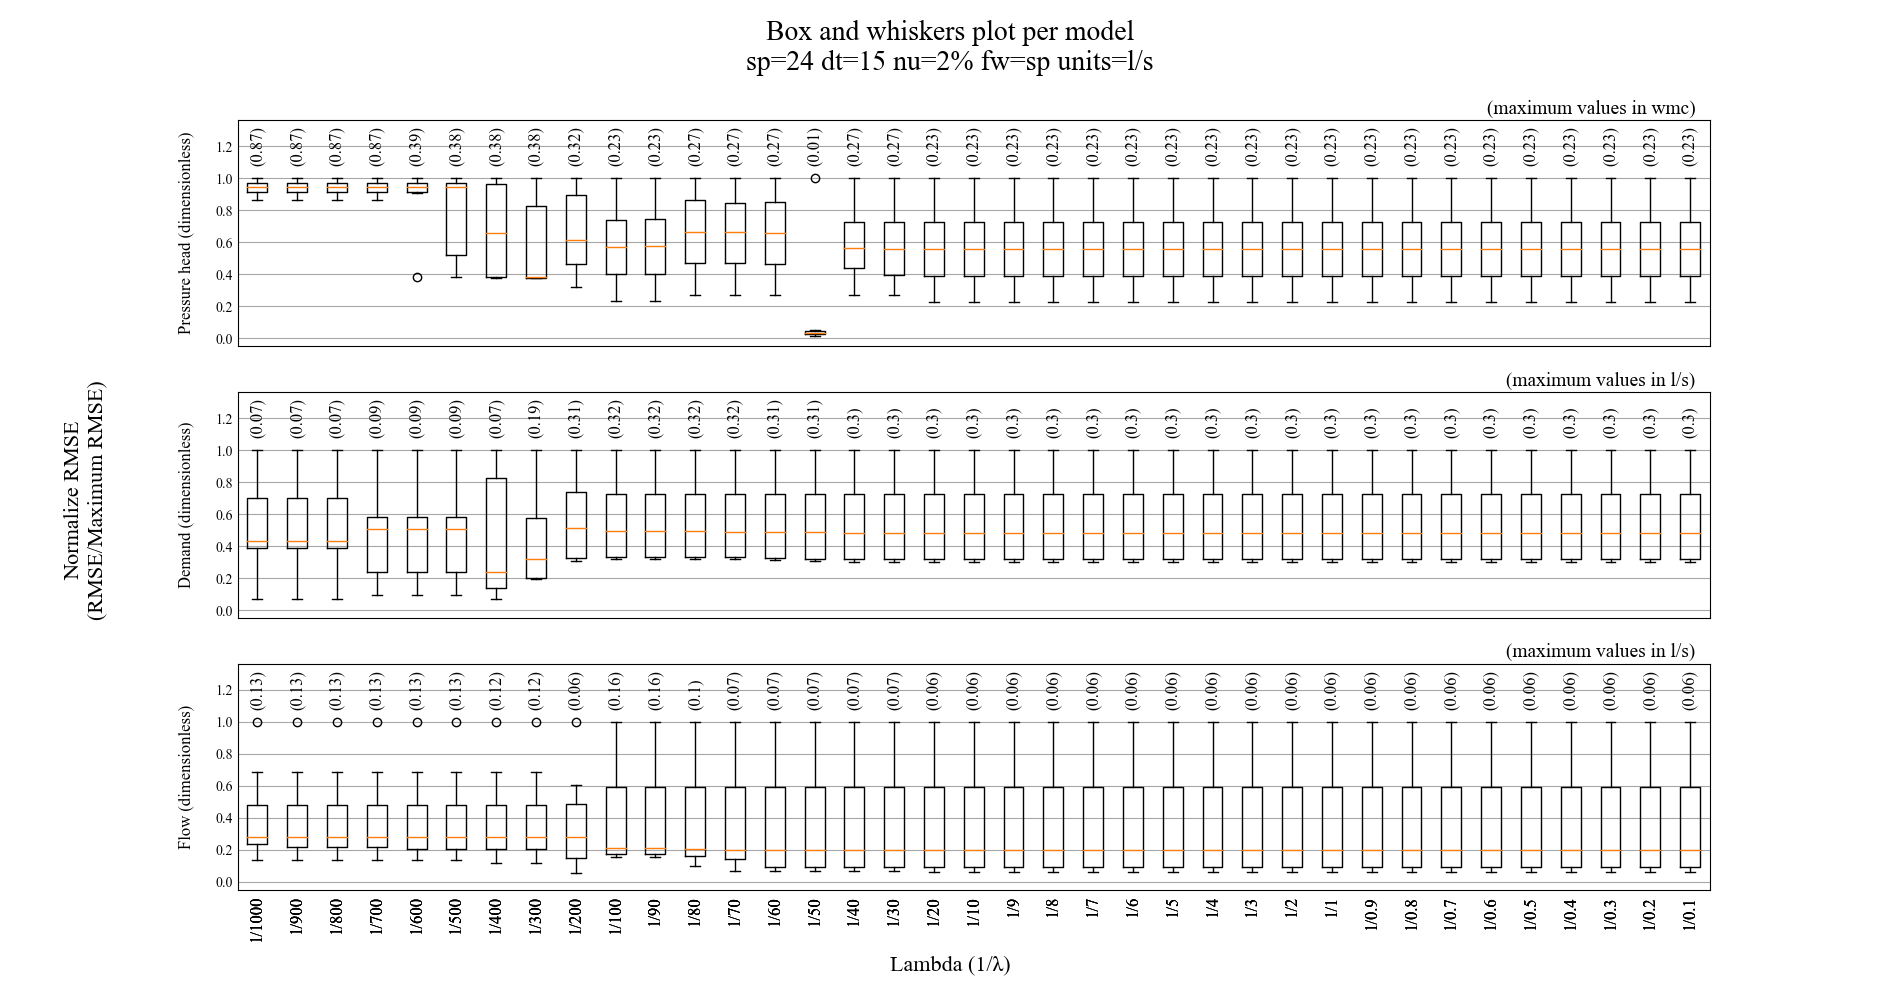 Box and whiskers plot per model
sp=24 dt=15 nu=2% fw=sp units=l/s
(maximum values in wmc)
(0.87) (0.87) (0.87) (0.87) (0.39) (0.38) (0.38) (0.38) (0.32) (0.23) (0.23) (0.27) (0.27) (0.27) (0.01) (0.27) (0.27) (0.23) (0.23) (0.23) (0.23) (0.23) (0.23) (0.23) (0.23) (0.23) (0.23) (0.23) (0.23) (0.23) (0.23) (0.23) (0.23) (0.23) (0.23) (0.23) (0.23)
Pressure head (dimensionless)
1.2
1.0
0.8
0.6
0.4
0.2
0.0
Normalize RMSE
(RMSE/Maximum RMSE)
(maximum values in l/s)
(0.07) (0.07) (0.07) (0.09) (0.09) (0.09) (0.07) (0.19) (0.31) (0.32) (0.32) (0.32) (0.32) (0.31) (0.31) (0.3) (0.3) (0.3) (0.3) (0.3) (0.3) (0.3) (0.3) (0.3) (0.3) (0.3) (0.3) (0.3) (0.3) (0.3) (0.3) (0.3) (0.3) (0.3) (0.3) (0.3) (0.3)
Demand (dimensionless)
1.2
1.0
0.8
0.6
0.4
0.2
0.0
(maximum values in l/s)
(0.13) (0.13) (0.13) (0.13) (0.13) (0.13) (0.12) (0.12) (0.06) (0.16) (0.16) (0.1) (0.07) (0.07) (0.07) (0.07) (0.07) (0.06) (0.06) (0.06) (0.06) (0.06) (0.06) (0.06) (0.06) (0.06) (0.06) (0.06) (0.06) (0.06) (0.06) (0.06) (0.06) (0.06) (0.06) (0.06) (0.06)
Flow (dimensionless)
1.2
1.0
0.8
0.6
0.4
0.2
0.0
1/1000 1/900 1/800 1/700 1/600 1/500 1/400 1/300 1/200 1/100 1/90 1/80 1/70 1/60 1/50 1/40 1/30 1/20 1/10 1/9 1/8 1/7 1/6 1/5 1/4 1/3 1/2 1/1 1/0.9 1/0.8 1/0.7 1/0.6 1/0.5 1/0.4 1/0.3 1/0.2 1/0.1
Lambda (1/λ)